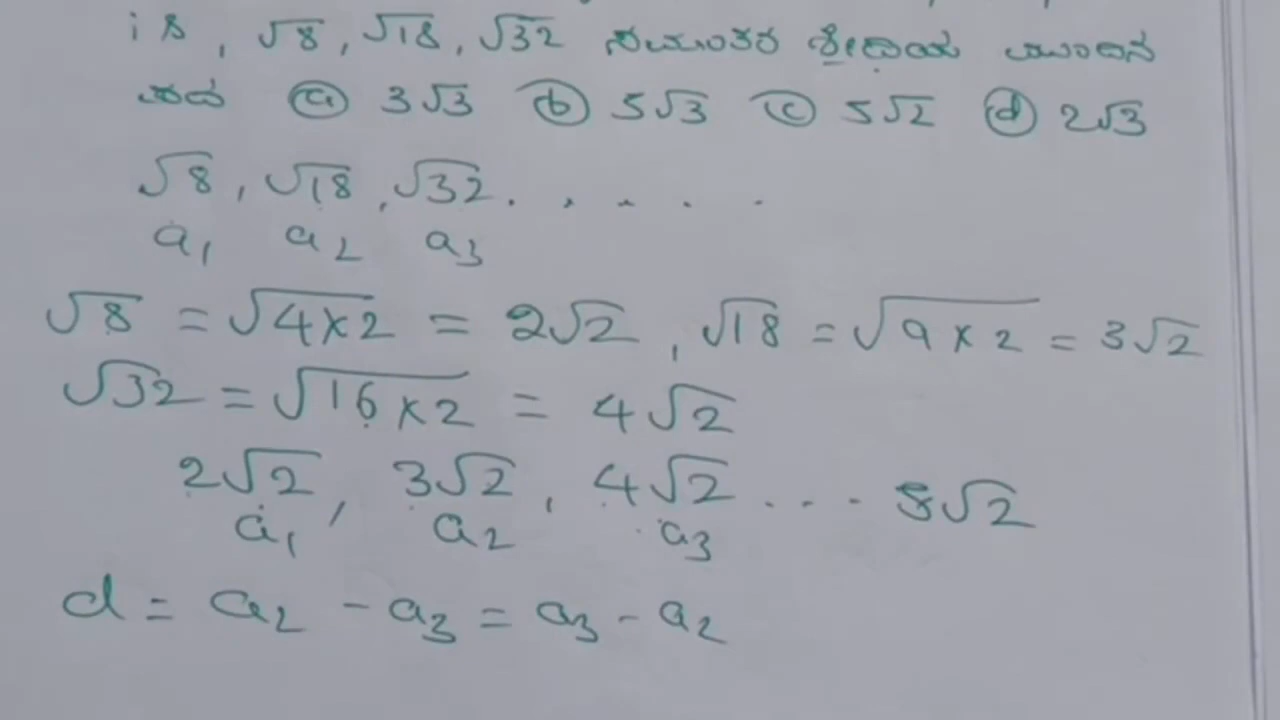 is, √8, √18, √32 ಸಮಾಂತರ ಶ್ರೇಢಿಯ ಮುಂದಿನ
ಪದ ⓐ 3√3 ⓑ 5√3 ⓒ 5√2 ⓓ 2√3
√8, √18, √32. . . . .
a₁ a₂ a₃
√8 = √4×2 = 2√2, √18 = √9×2 = 3√2
√32 = √16×2 = 4√2
2√2, 3√2, 4√2 ... 5√2
a₁, a₂ a₃
d = a₂ - a₃ = a₃ - a₂